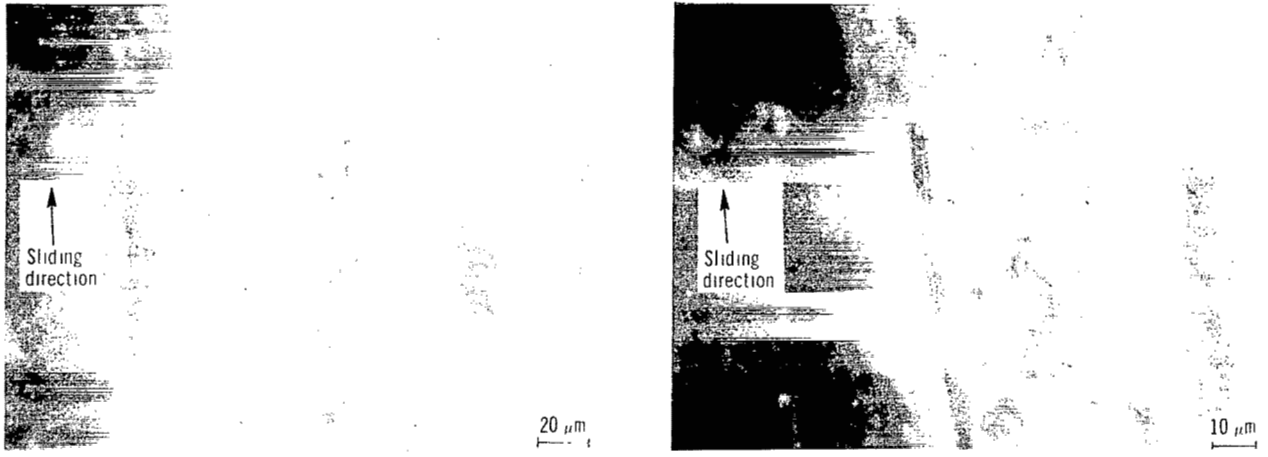 Sliding
direction
20 μm
Sliding
direction
10 μm